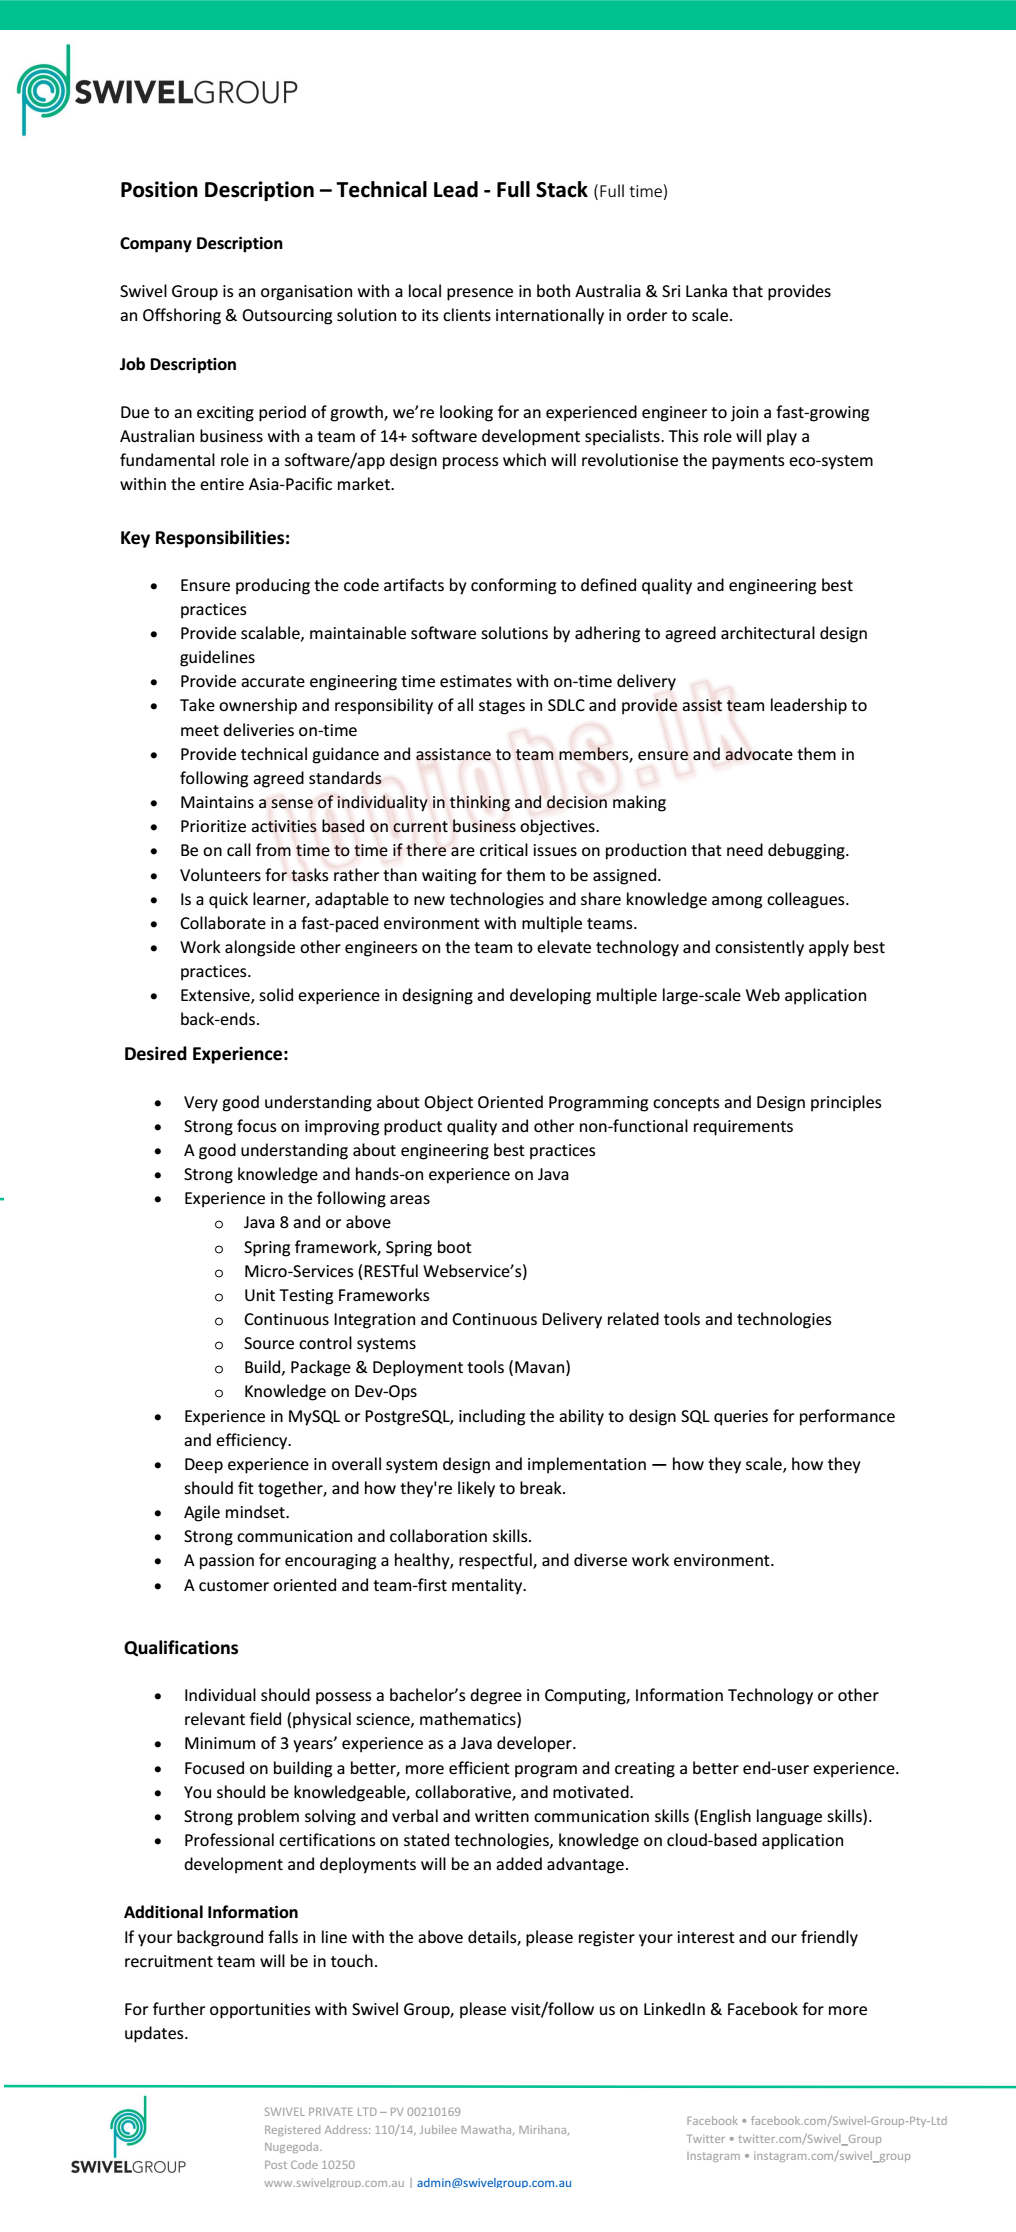 SWIVELGROUP
Position Description – Technical Lead - Full Stack (Full time)
Company Description
Swivel Group is an organisation with a local presence in both Australia & Sri Lanka that provides
an Offshoring & Outsourcing solution to its clients internationally in order to scale.
Job Description
Due to an exciting period of growth, we’re looking for an experienced engineer to join a fast-growing
Australian business with a team of 14+ software development specialists. This role will play a
fundamental role in a software/app design process which will revolutionise the payments eco-system
within the entire Asia-Pacific market.
Key Responsibilities:
• Ensure producing the code artifacts by conforming to defined quality and engineering best
practices
• Provide scalable, maintainable software solutions by adhering to agreed architectural design
guidelines
• Provide accurate engineering time estimates with on-time delivery
• Take ownership and responsibility of all stages in SDLC and provide assist team leadership to
meet deliveries on-time
• Provide technical guidance and assistance to team members, ensure and advocate them in
following agreed standards
• Maintains a sense of individuality in thinking and decision making
• Prioritize activities based on current business objectives.
• Be on call from time to time if there are critical issues on production that need debugging.
• Volunteers for tasks rather than waiting for them to be assigned.
• Is a quick learner, adaptable to new technologies and share knowledge among colleagues.
• Collaborate in a fast-paced environment with multiple teams.
• Work alongside other engineers on the team to elevate technology and consistently apply best
practices.
• Extensive, solid experience in designing and developing multiple large-scale Web application
back-ends.
topjobs.lk
Desired Experience:
• Very good understanding about Object Oriented Programming concepts and Design principles
• Strong focus on improving product quality and other non-functional requirements
• A good understanding about engineering best practices
• Strong knowledge and hands-on experience on Java
• Experience in the following areas
o Java 8 and or above
o Spring framework, Spring boot
o Micro-Services (RESTful Webservice’s)
o Unit Testing Frameworks
o Continuous Integration and Continuous Delivery related tools and technologies
o Source control systems
o Build, Package & Deployment tools (Mavan)
o Knowledge on Dev-Ops
• Experience in MySQL or PostgreSQL, including the ability to design SQL queries for performance
and efficiency.
• Deep experience in overall system design and implementation — how they scale, how they
should fit together, and how they're likely to break.
• Agile mindset.
• Strong communication and collaboration skills.
• A passion for encouraging a healthy, respectful, and diverse work environment.
• A customer oriented and team-first mentality.
Qualifications
• Individual should possess a bachelor’s degree in Computing, Information Technology or other
relevant field (physical science, mathematics)
• Minimum of 3 years’ experience as a Java developer.
• Focused on building a better, more efficient program and creating a better end-user experience.
• You should be knowledgeable, collaborative, and motivated.
• Strong problem solving and verbal and written communication skills (English language skills).
• Professional certifications on stated technologies, knowledge on cloud-based application
development and deployments will be an added advantage.
Additional Information
If your background falls in line with the above details, please register your interest and our friendly
recruitment team will be in touch.
For further opportunities with Swivel Group, please visit/follow us on LinkedIn & Facebook for more
updates.
SWIVELGROUP
SWIVEL PRIVATE LTD – PV 00210169
Registered Address: 110/14, Jubilee Mawatha, Mirihana,
Nugegoda.
Post Code 10250
www.swivelgroup.com.au | admin@swivelgroup.com.au
Facebook • facebook.com/Swivel-Group-Pty-Ltd
Twitter • twitter.com/Swivel_Group
Instagram • instagram.com/swivel_group